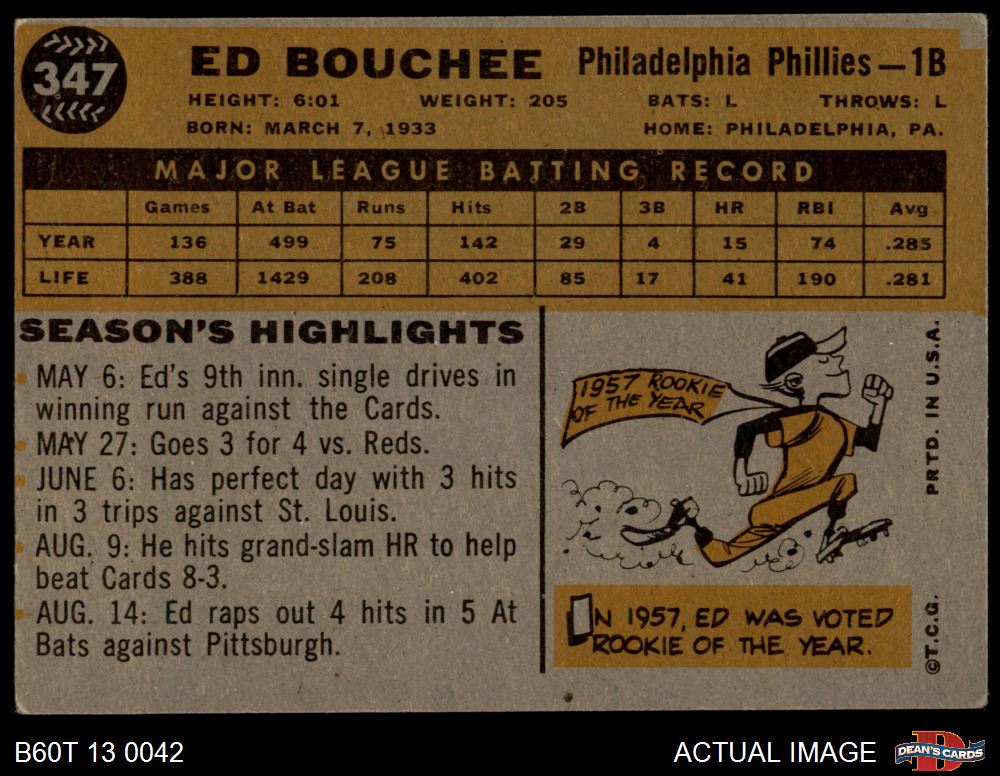 347
ED BOUCHEE Philadelphia Phillies—1B
HEIGHT: 6:01 WEIGHT: 205 BATS: L THROWS: L
BORN: MARCH 7, 1933 HOME: PHILADELPHIA, PA.
MAJOR LEAGUE BATTING RECORD
Games At Bat Runs Hits 2B 3B HR RBI Avg
YEAR 136 499 75 142 29 4 15 74 .285
LIFE 388 1429 208 402 85 17 41 190 .281
SEASON'S HIGHLIGHTS
MAY 6: Ed's 9th inn. single drives in
winning run against the Cards.
MAY 27: Goes 3 for 4 vs. Reds.
JUNE 6: Has perfect day with 3 hits
in 3 trips against St. Louis.
AUG. 9: He hits grand-slam HR to help
beat Cards 8-3.
AUG. 14: Ed raps out 4 hits in 5 At
Bats against Pittsburgh.
1957 ROOKIE
OF THE YEAR
IN 1957, ED WAS VOTED
ROOKIE OF THE YEAR.
©T.C.G. PRTD. IN U.S.A.
B60T 13 0042 ACTUAL IMAGE DEAN'S CARDS